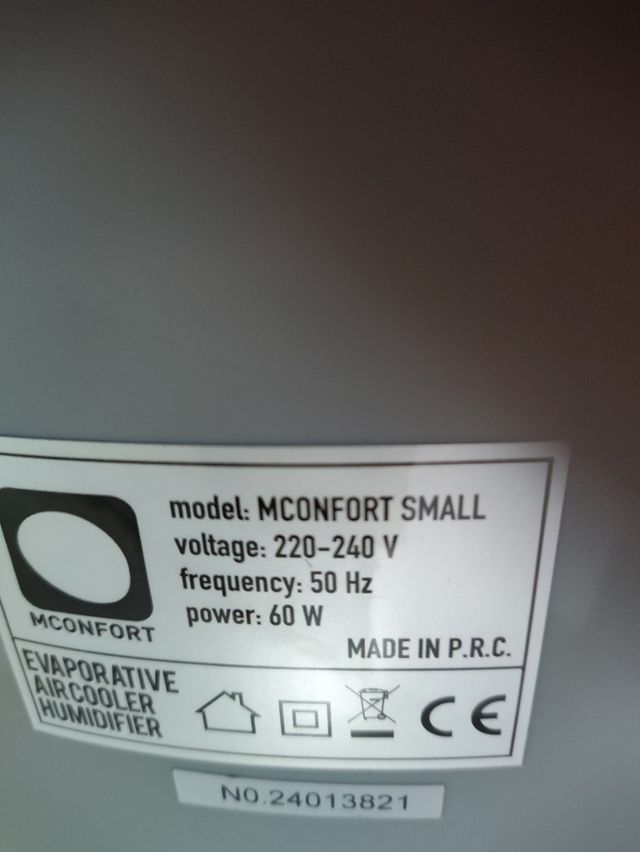 model: MCONFORT SMALL
voltage: 220-240 V
frequency: 50 Hz
power: 60 W
MCONFORT
MADE IN P.R.C.
EVAPORATIVE
AIRCOOLER
HUMIDIFIER
CE
NO.24013821